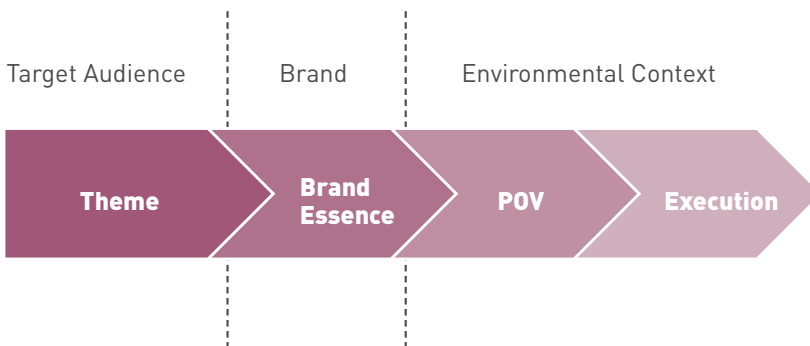 Target Audience
Brand
Environmental Context
Theme
Brand
Essence
POV
Execution